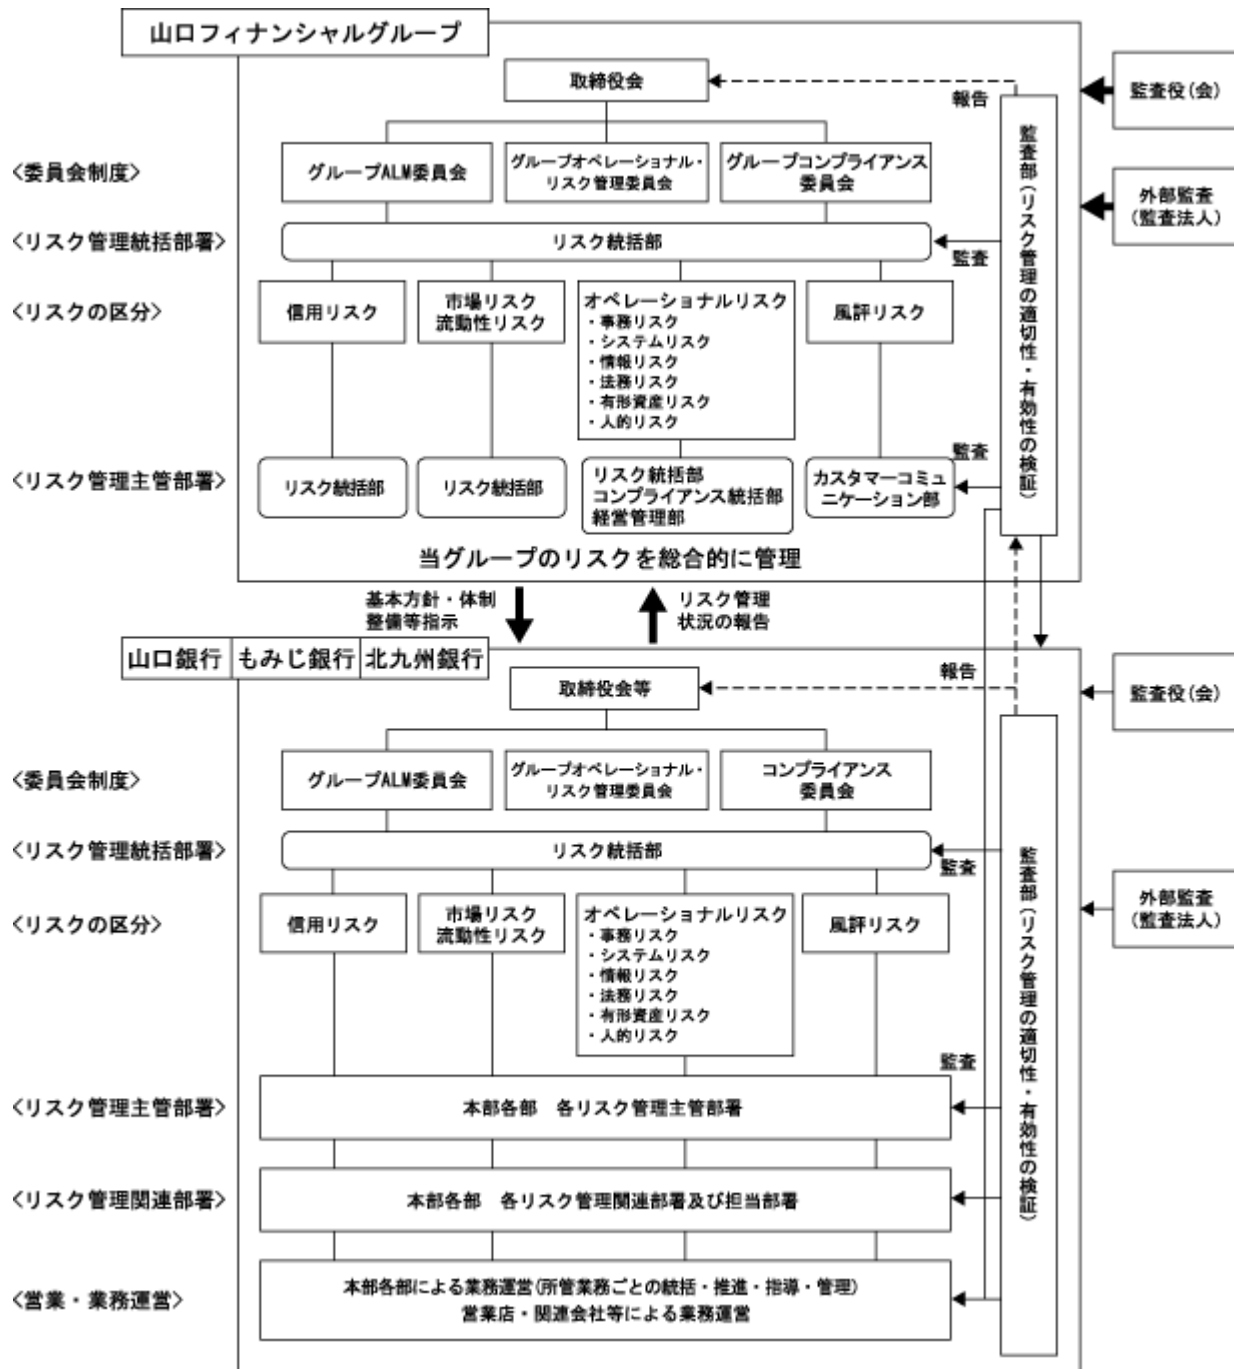 山口フィナンシャルグループ
取締役会
報告
監査役(会)
<委員会制度>
グループALM委員会
グループオペレーショナル・
リスク管理委員会
グループコンプライアンス
委員会
外部監査
(監査法人)
監査部(リスク管理の適切性・有効性の検証)
<リスク管理統括部署>
リスク統括部
監査
<リスクの区分>
信用リスク
市場リスク
流動性リスク
オペレーショナルリスク
・事務リスク
・システムリスク
・情報リスク
・法務リスク
・有形資産リスク
・人的リスク
風評リスク
監査
<リスク管理主管部署>
リスク統括部
リスク統括部
リスク統括部
コンプライアンス統括部
経営管理部
カスタマーコミュ
ニケーション部
当グループのリスクを総合的に管理
基本方針・体制
整備等指示
リスク管理
状況の報告
山口銀行
もみじ銀行
北九州銀行
取締役会等
報告
監査役(会)
<委員会制度>
グループALM委員会
グループオペレーショナル・
リスク管理委員会
コンプライアンス
委員会
<リスク管理統括部署>
リスク統括部
監査
監査部(リスク管理の適切性・有効性の検証)
外部監査
(監査法人)
<リスクの区分>
信用リスク
市場リスク
流動性リスク
オペレーショナルリスク
・事務リスク
・システムリスク
・情報リスク
・法務リスク
・有形資産リスク
・人的リスク
風評リスク
監査
<リスク管理主管部署>
本部各部 各リスク管理主管部署
<リスク管理関連部署>
本部各部 各リスク管理関連部署及び担当部署
<営業・業務運営>
本部各部による業務運営(所管業務ごとの統括・推進・指導・管理)
営業店・関連会社等による業務運営